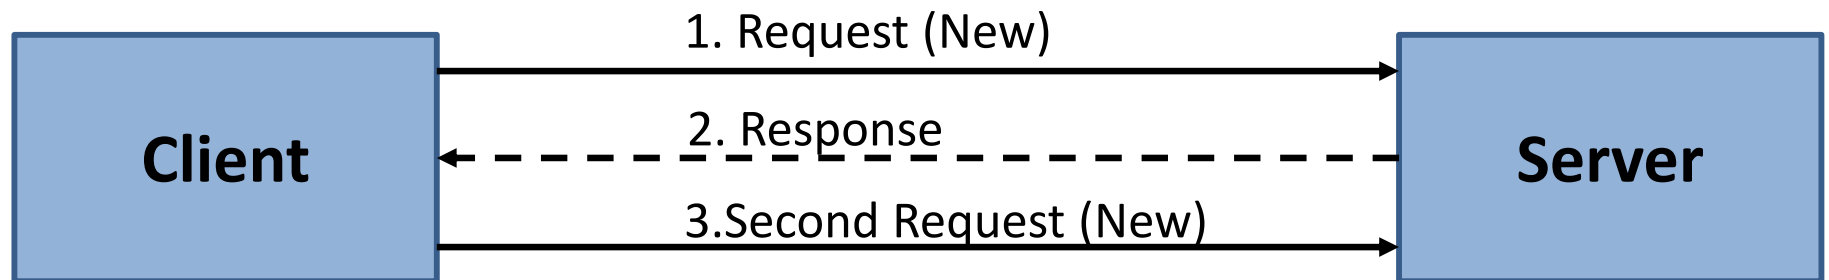 1. Request (New)
2. Response
Client
Server
3.Second Request (New)